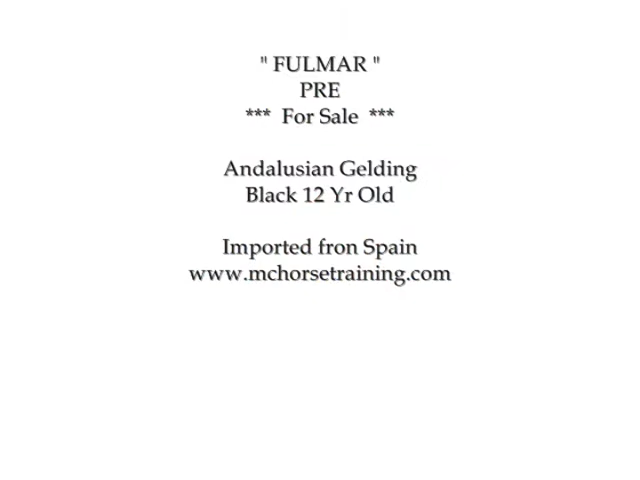 " FULMAR "
PRE
***  For Sale  ***
Andalusian Gelding
Black 12 Yr Old
Imported fron Spain
www.mchorsetraining.com